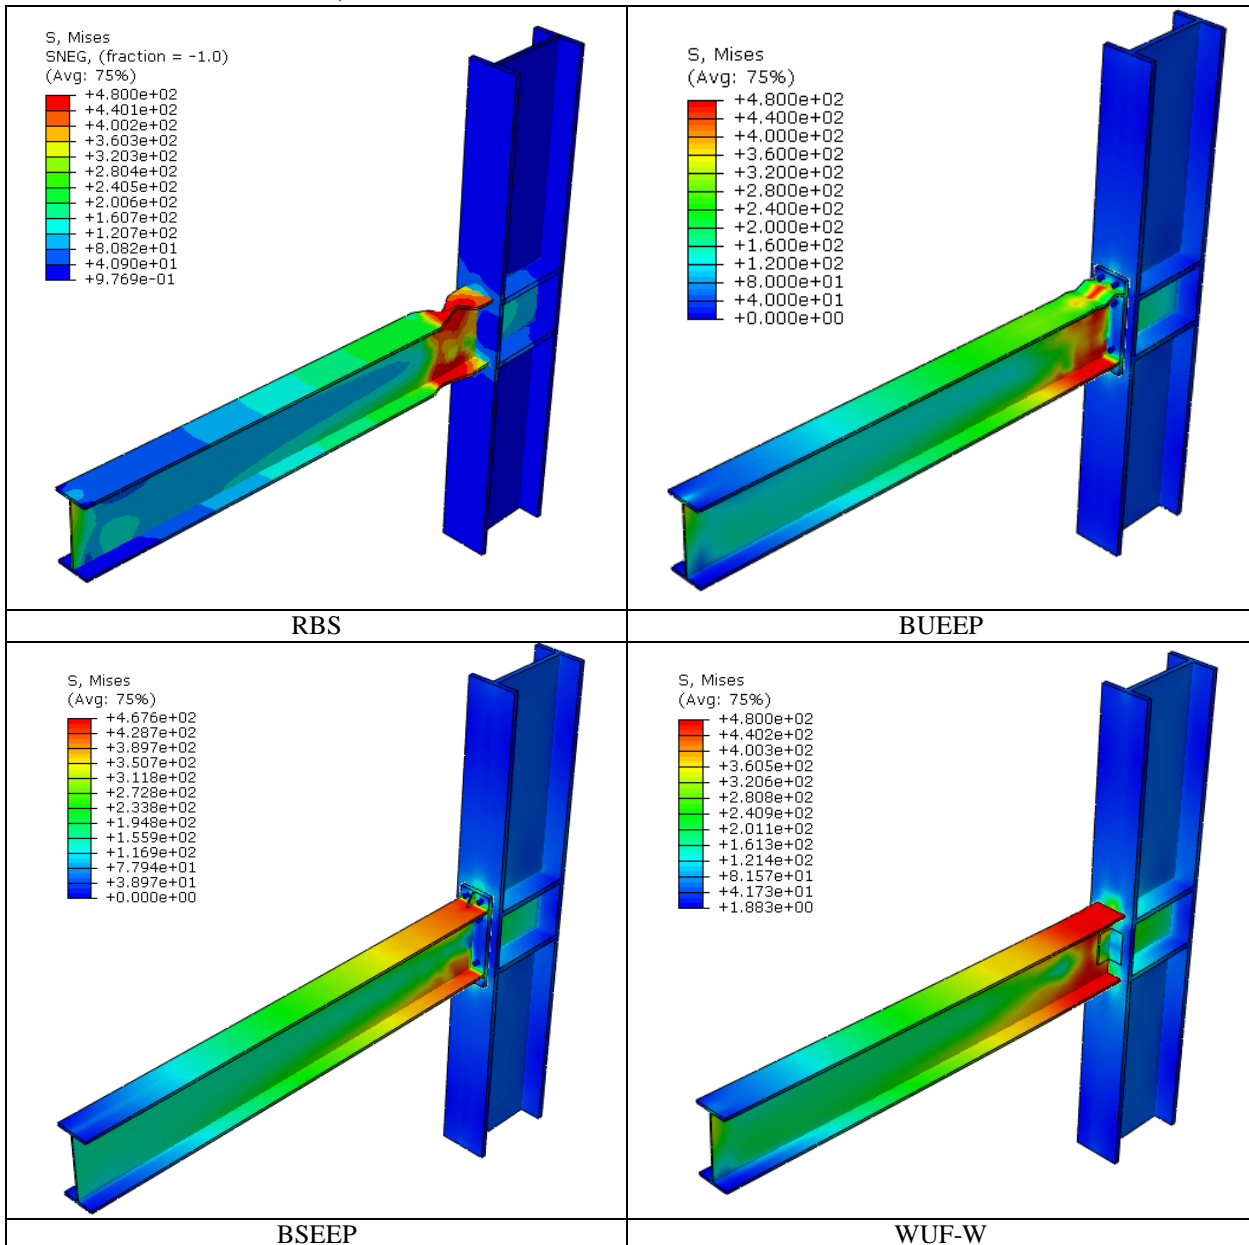 S, Mises
SNEG, (fraction = -1.0)
(Avg: 75%)
+4.800e+02
+4.401e+02
+4.002e+02
+3.603e+02
+3.203e+02
+2.804e+02
+2.405e+02
+2.006e+02
+1.607e+02
+1.207e+02
+8.082e+01
+4.090e+01
+9.769e-01
S, Mises
(Avg: 75%)
+4.800e+02
+4.400e+02
+4.000e+02
+3.600e+02
+3.200e+02
+2.800e+02
+2.400e+02
+2.000e+02
+1.600e+02
+1.200e+02
+8.000e+01
+4.000e+01
+0.000e+00
RBS
BUEEP
S, Mises
(Avg: 75%)
+4.676e+02
+4.287e+02
+3.897e+02
+3.507e+02
+3.118e+02
+2.728e+02
+2.338e+02
+1.948e+02
+1.559e+02
+1.169e+02
+7.794e+01
+3.897e+01
+0.000e+00
S, Mises
(Avg: 75%)
+4.800e+02
+4.402e+02
+4.003e+02
+3.605e+02
+3.206e+02
+2.808e+02
+2.409e+02
+2.011e+02
+1.613e+02
+1.214e+02
+8.157e+01
+4.173e+01
+1.883e+00
BSEEP
WUF-W